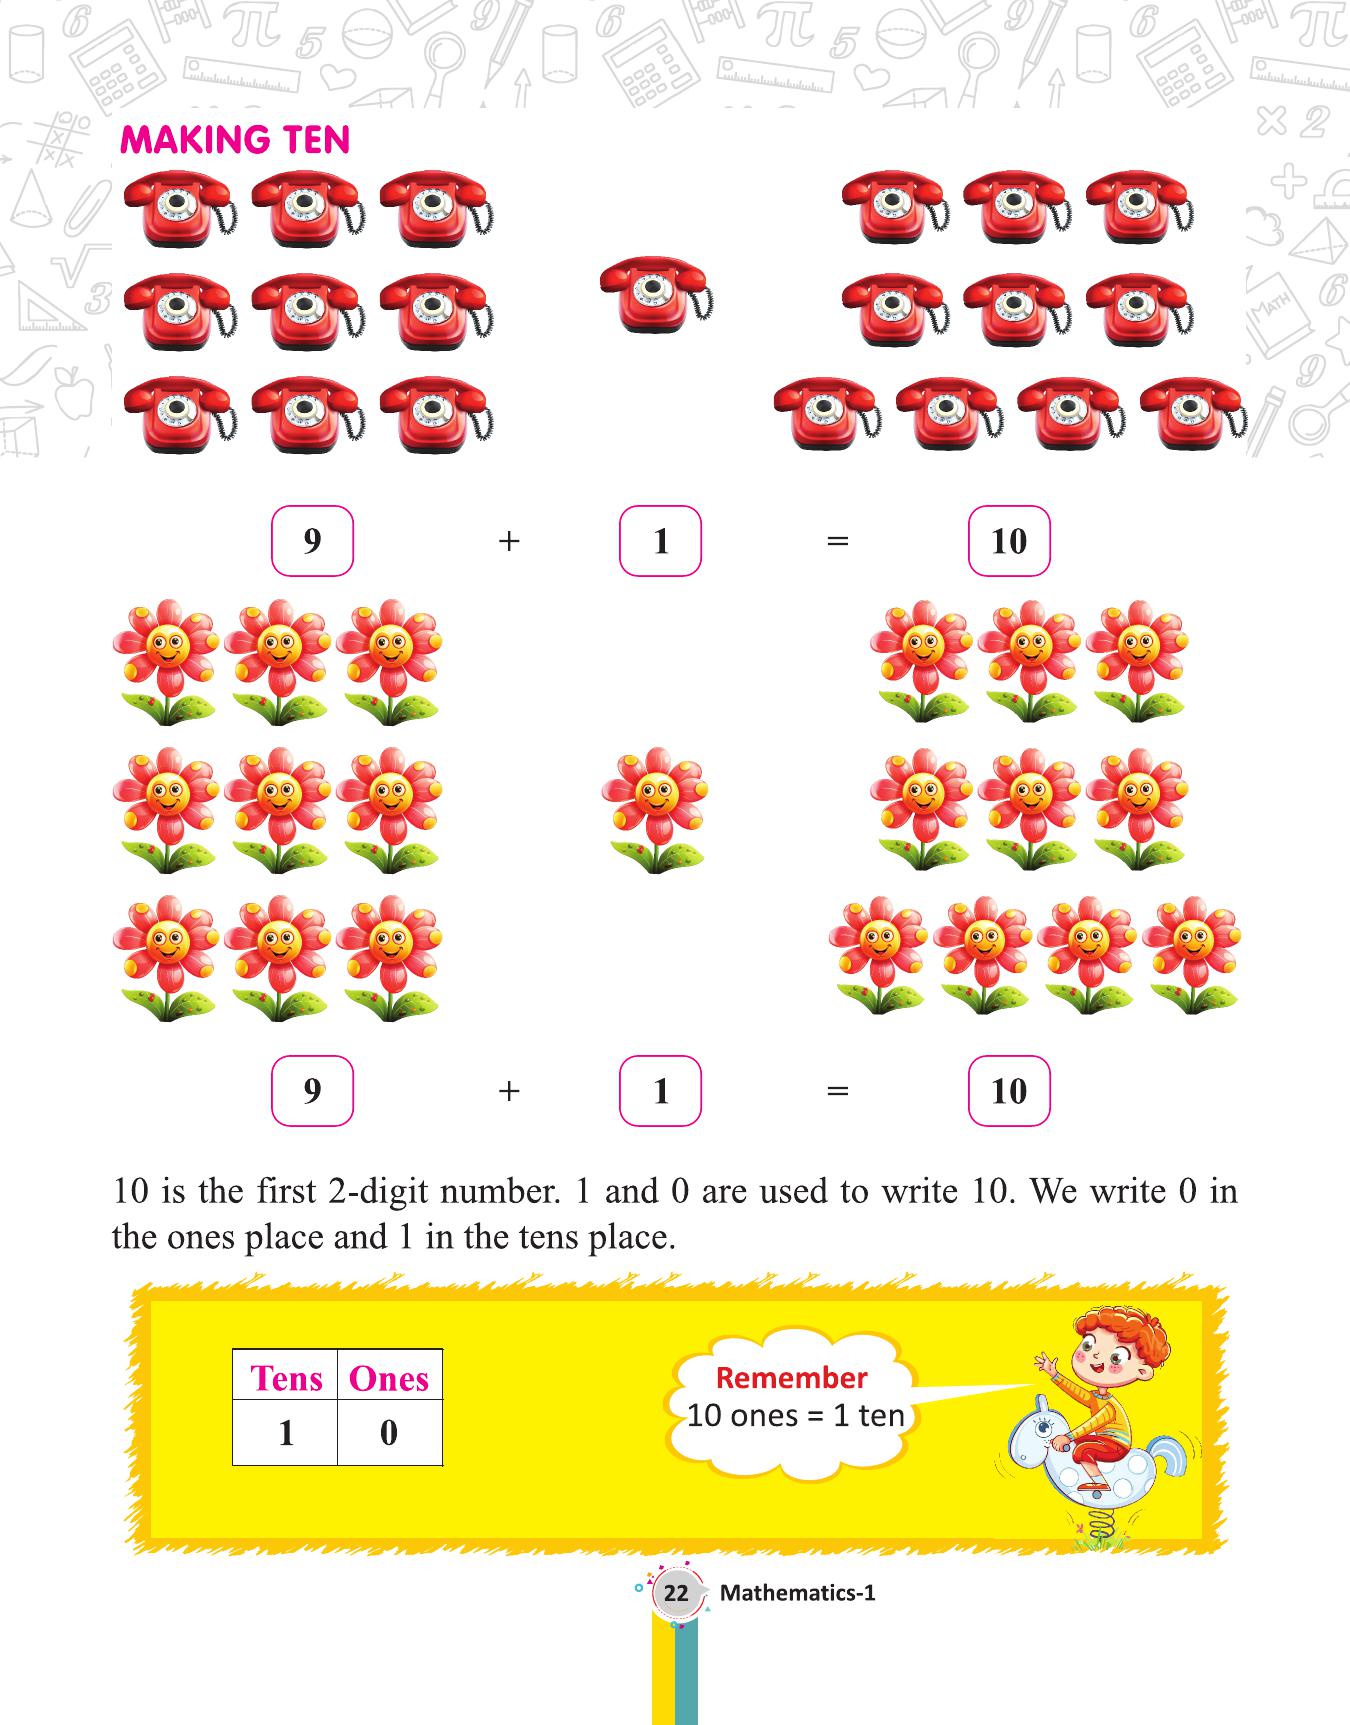 MAKING TEN
9 + 1 = 10
9 + 1 = 10
10 is the first 2-digit number. 1 and 0 are used to write 10. We write 0 in
the ones place and 1 in the tens place.
Tens Ones
1 0
Remember
10 ones = 1 ten
22 Mathematics-1